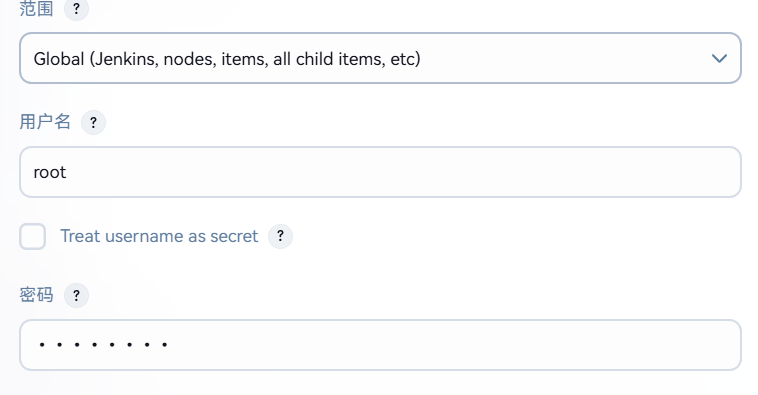 范围 ?
Global (Jenkins, nodes, items, all child items, etc)
用户名 ?
root
Treat username as secret ?
密码 ?
········